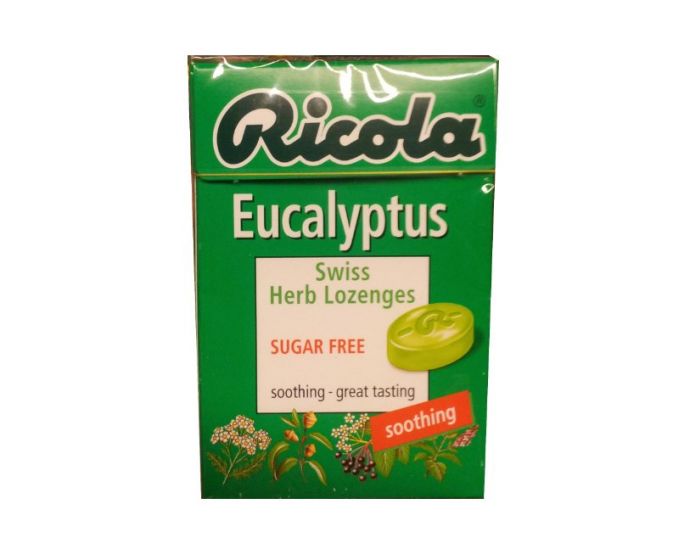 Ricola®
Eucalyptus
Swiss
Herb Lozenges
SUGAR FREE
soothing - great tasting
soothing
R